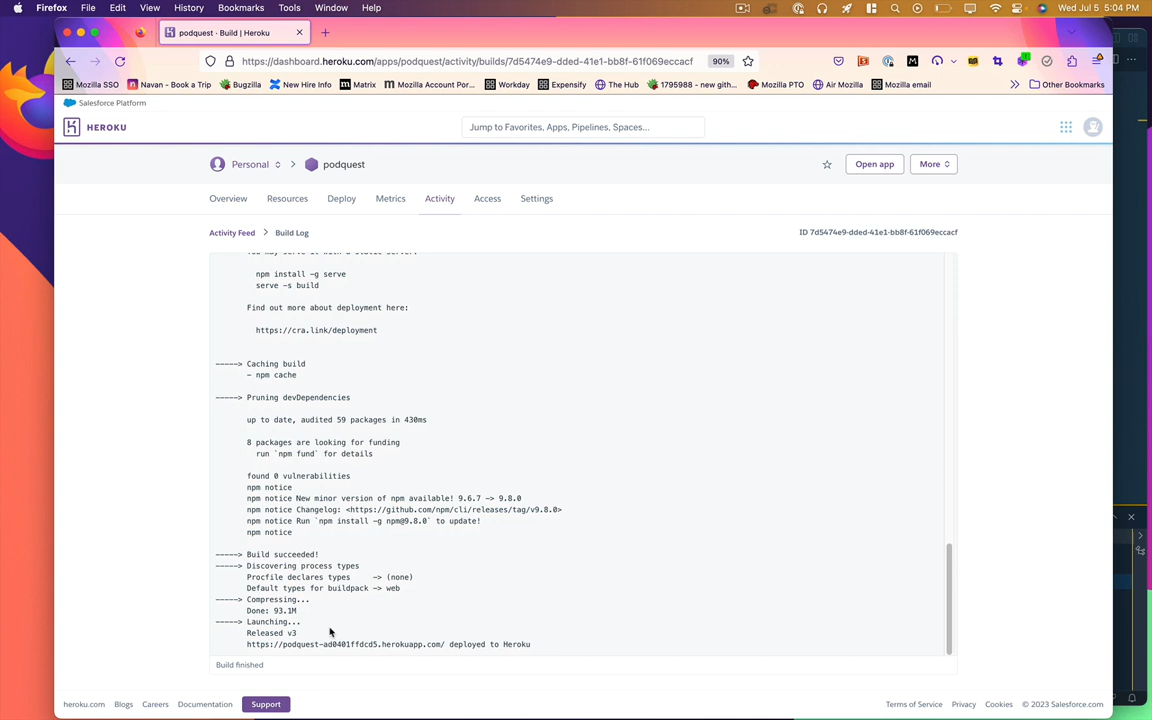 Firefox File Edit View History Bookmarks Tools Window Help Wed Jul 5 5:04 PM
podquest - Build | Heroku
https://dashboard.heroku.com/apps/podquest/activity/builds/7d5474e9-dded-41e1-bb8f-61f069eccacf 90%
Mozilla SSO Navan - Book a Trip Bugzilla New Hire Info Matrix Mozilla Account Por... Workday Expensify The Hub 1795988 - new gith... Mozilla PTO Air Mozilla Mozilla email Other Bookmarks
Salesforce Platform
HEROKU Jump to Favorites, Apps, Pipelines, Spaces...
Personal podquest Open app More
Overview Resources Deploy Metrics Activity Access Settings
Activity Feed > Build Log ID 7d5474e9-dded-41e1-bb8f-61f069eccacf
npm install -g serve
serve -s build
Find out more about deployment here:
https://cra.link/deployment
-----> Caching build
- npm cache
-----> Pruning devDependencies
up to date, audited 59 packages in 430ms
8 packages are looking for funding
run `npm fund` for details
found 0 vulnerabilities
npm notice
npm notice New minor version of npm available! 9.6.7 -> 9.8.0
npm notice Changelog: <https://github.com/npm/cli/releases/tag/v9.8.0>
npm notice Run `npm install -g npm@9.8.0` to update!
npm notice
-----> Build succeeded!
-----> Discovering process types
Procfile declares types -> (none)
Default types for buildpack -> web
-----> Compressing...
Done: 93.1M
-----> Launching...
Released v3
https://podquest-ad0401ffdcd5.herokuapp.com/ deployed to Heroku
Build finished
heroku.com Blogs Careers Documentation Support Terms of Service Privacy Cookies © 2023 Salesforce.com